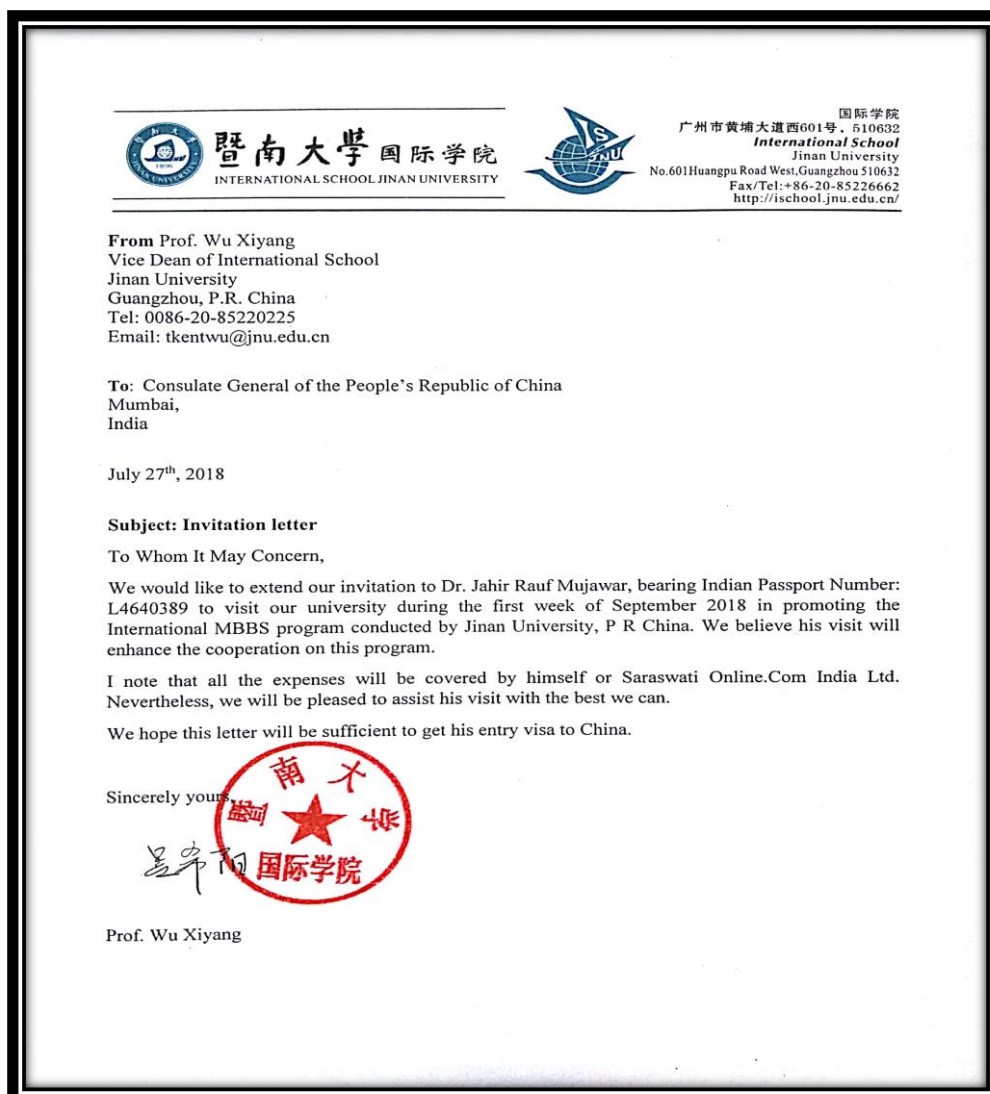 暨南大學 国际学院
INTERNATIONAL SCHOOL JINAN UNIVERSITY
JINAN UNIVERSITY
1906
IS
JNU
国际学院
广州市黄埔大道西601号，510632
International School
Jinan University
No.601Huangpu Road West,Guangzhou 510632
Fax/Tel:+86-20-85226662
http://ischool.jnu.edu.cn/
From Prof. Wu Xiyang
Vice Dean of International School
Jinan University
Guangzhou, P.R. China
Tel: 0086-20-85220225
Email: tkentwu@jnu.edu.cn
To: Consulate General of the People's Republic of China
Mumbai,
India
July 27th, 2018
Subject: Invitation letter
To Whom It May Concern,
We would like to extend our invitation to Dr. Jahir Rauf Mujawar, bearing Indian Passport Number:
L4640389 to visit our university during the first week of September 2018 in promoting the
International MBBS program conducted by Jinan University, P R China. We believe his visit will
enhance the cooperation on this program.
I note that all the expenses will be covered by himself or Saraswati Online.Com India Ltd.
Nevertheless, we will be pleased to assist his visit with the best we can.
We hope this letter will be sufficient to get his entry visa to China.
Sincerely yours,
暨南大学
国际学院
吴希阳
Prof. Wu Xiyang